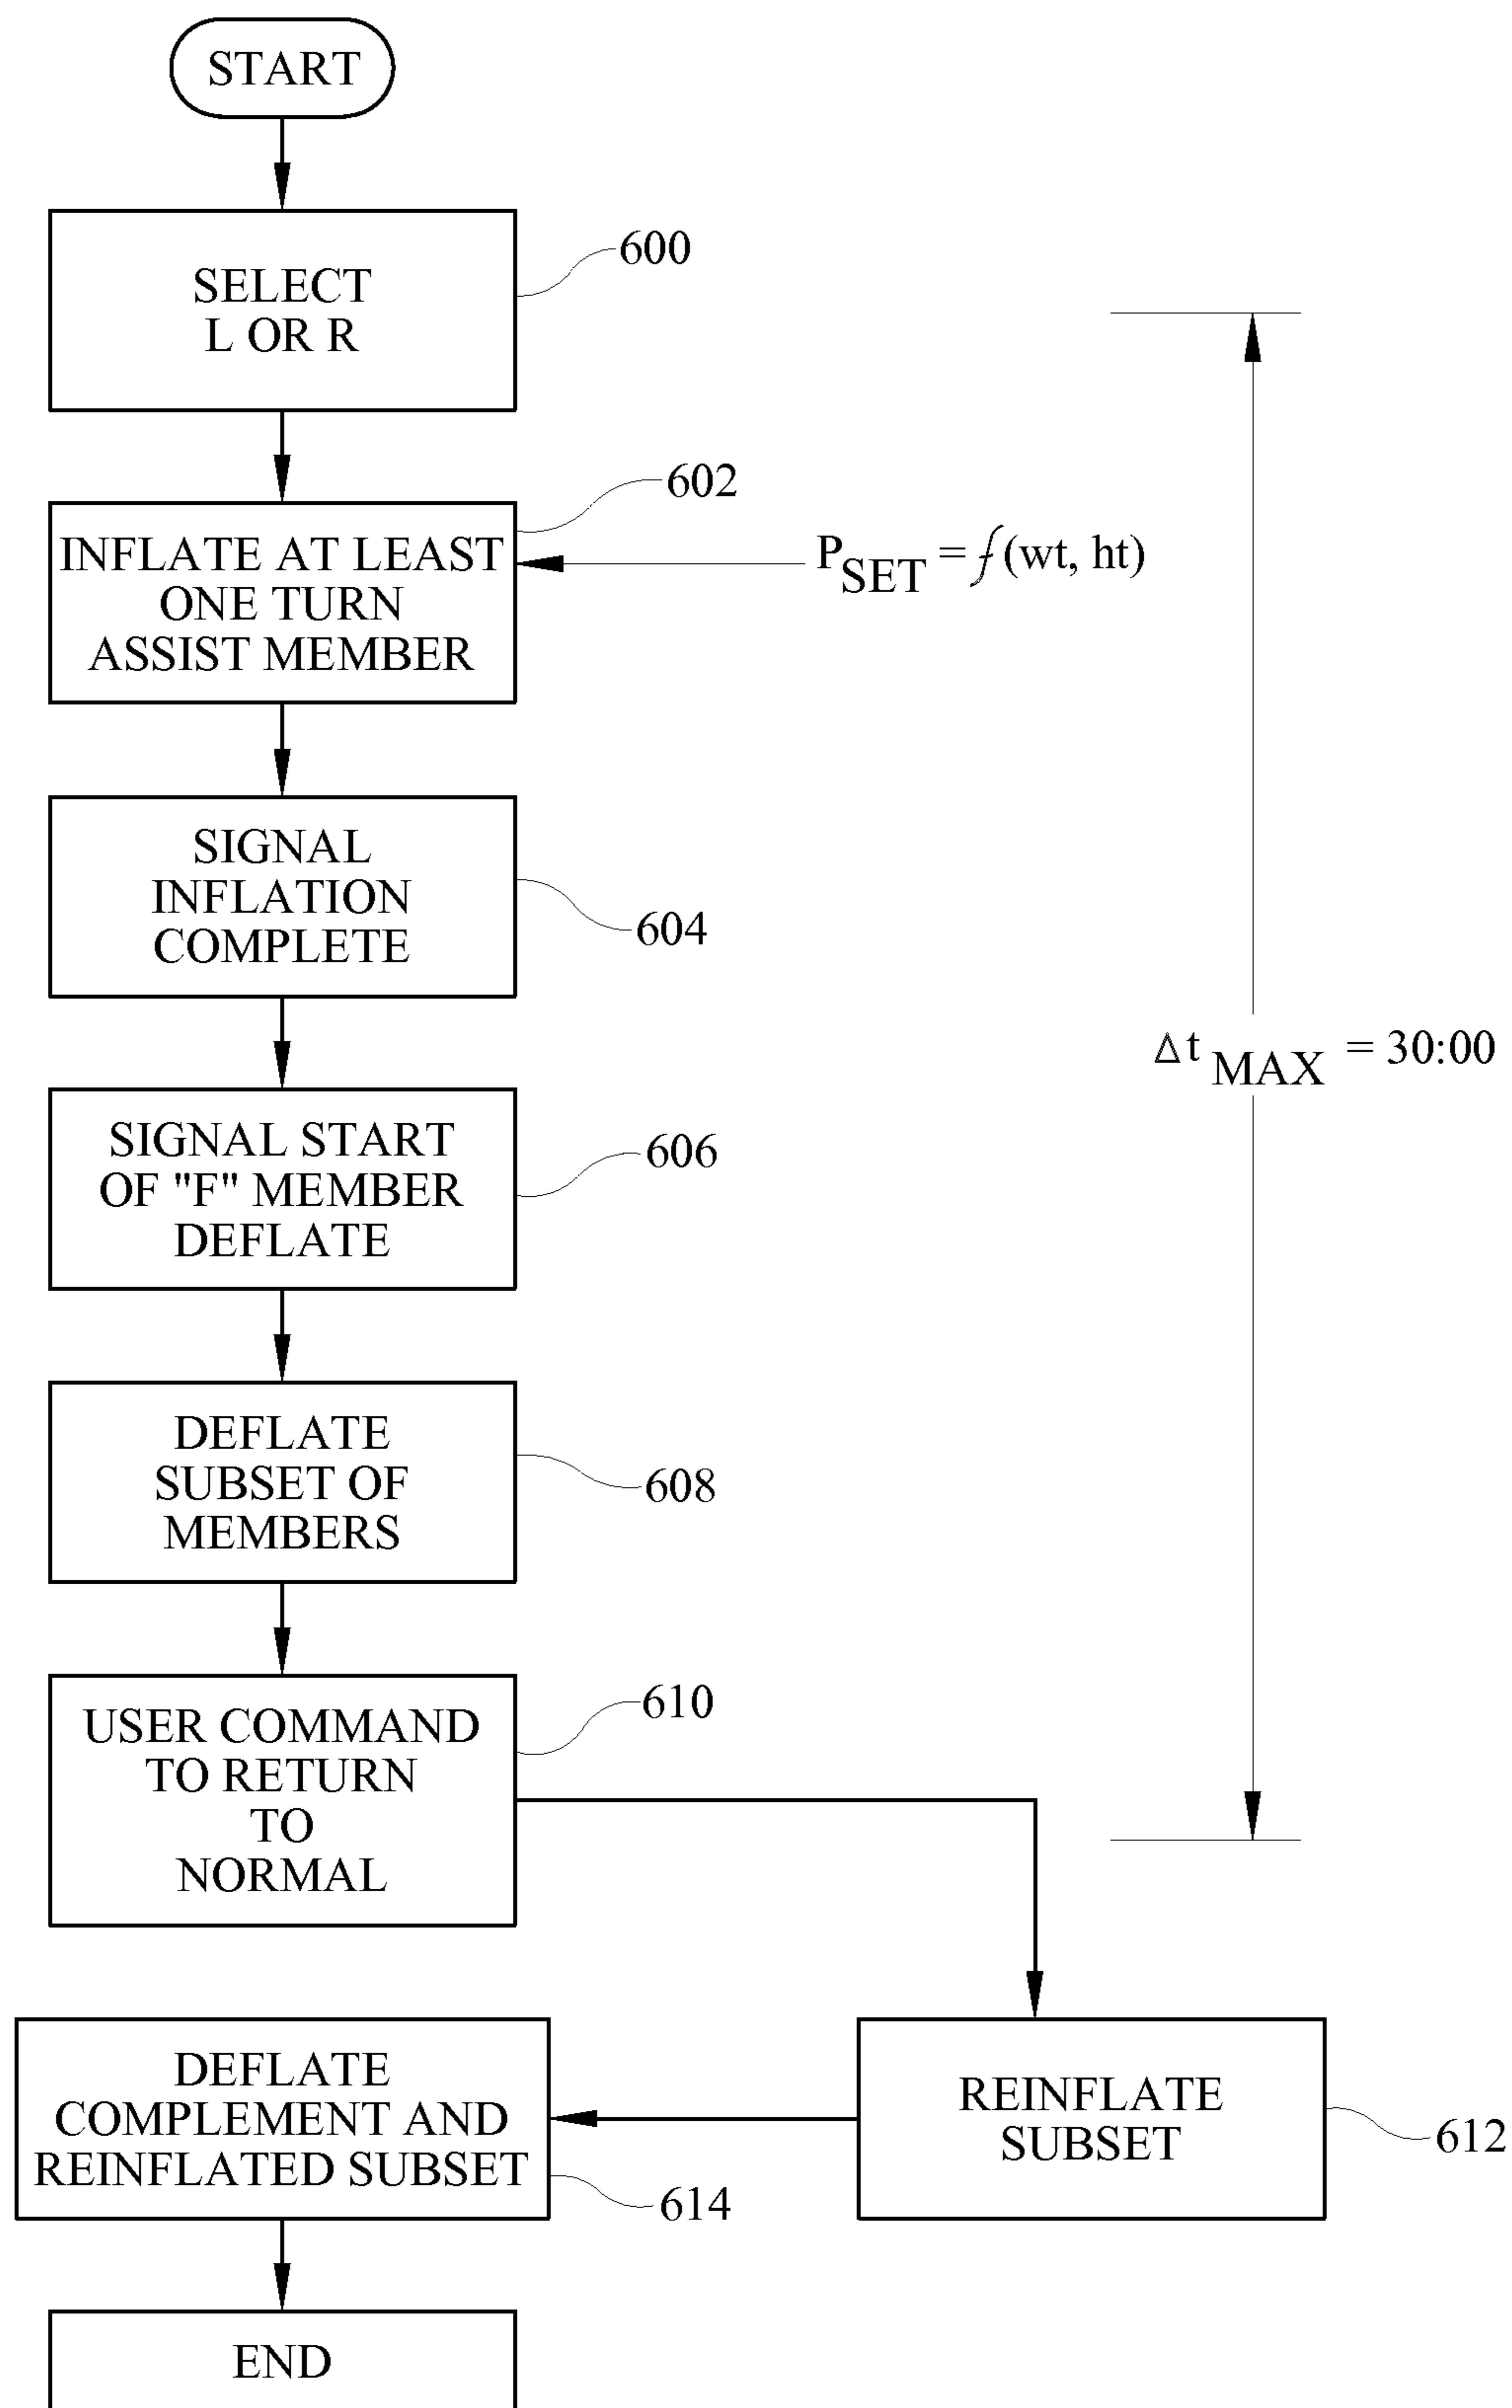 START
SELECT
L OR R
600
INFLATE AT LEAST
ONE TURN
ASSIST MEMBER
602
P SET = f (wt, ht)
SIGNAL
INFLATION
COMPLETE
604
Δt MAX = 30:00
SIGNAL START
OF "F" MEMBER
DEFLATE
606
DEFLATE
SUBSET OF
MEMBERS
608
USER COMMAND
TO RETURN
TO
NORMAL
610
REINFLATE
SUBSET
612
DEFLATE
COMPLEMENT AND
REINFLATED SUBSET
614
END